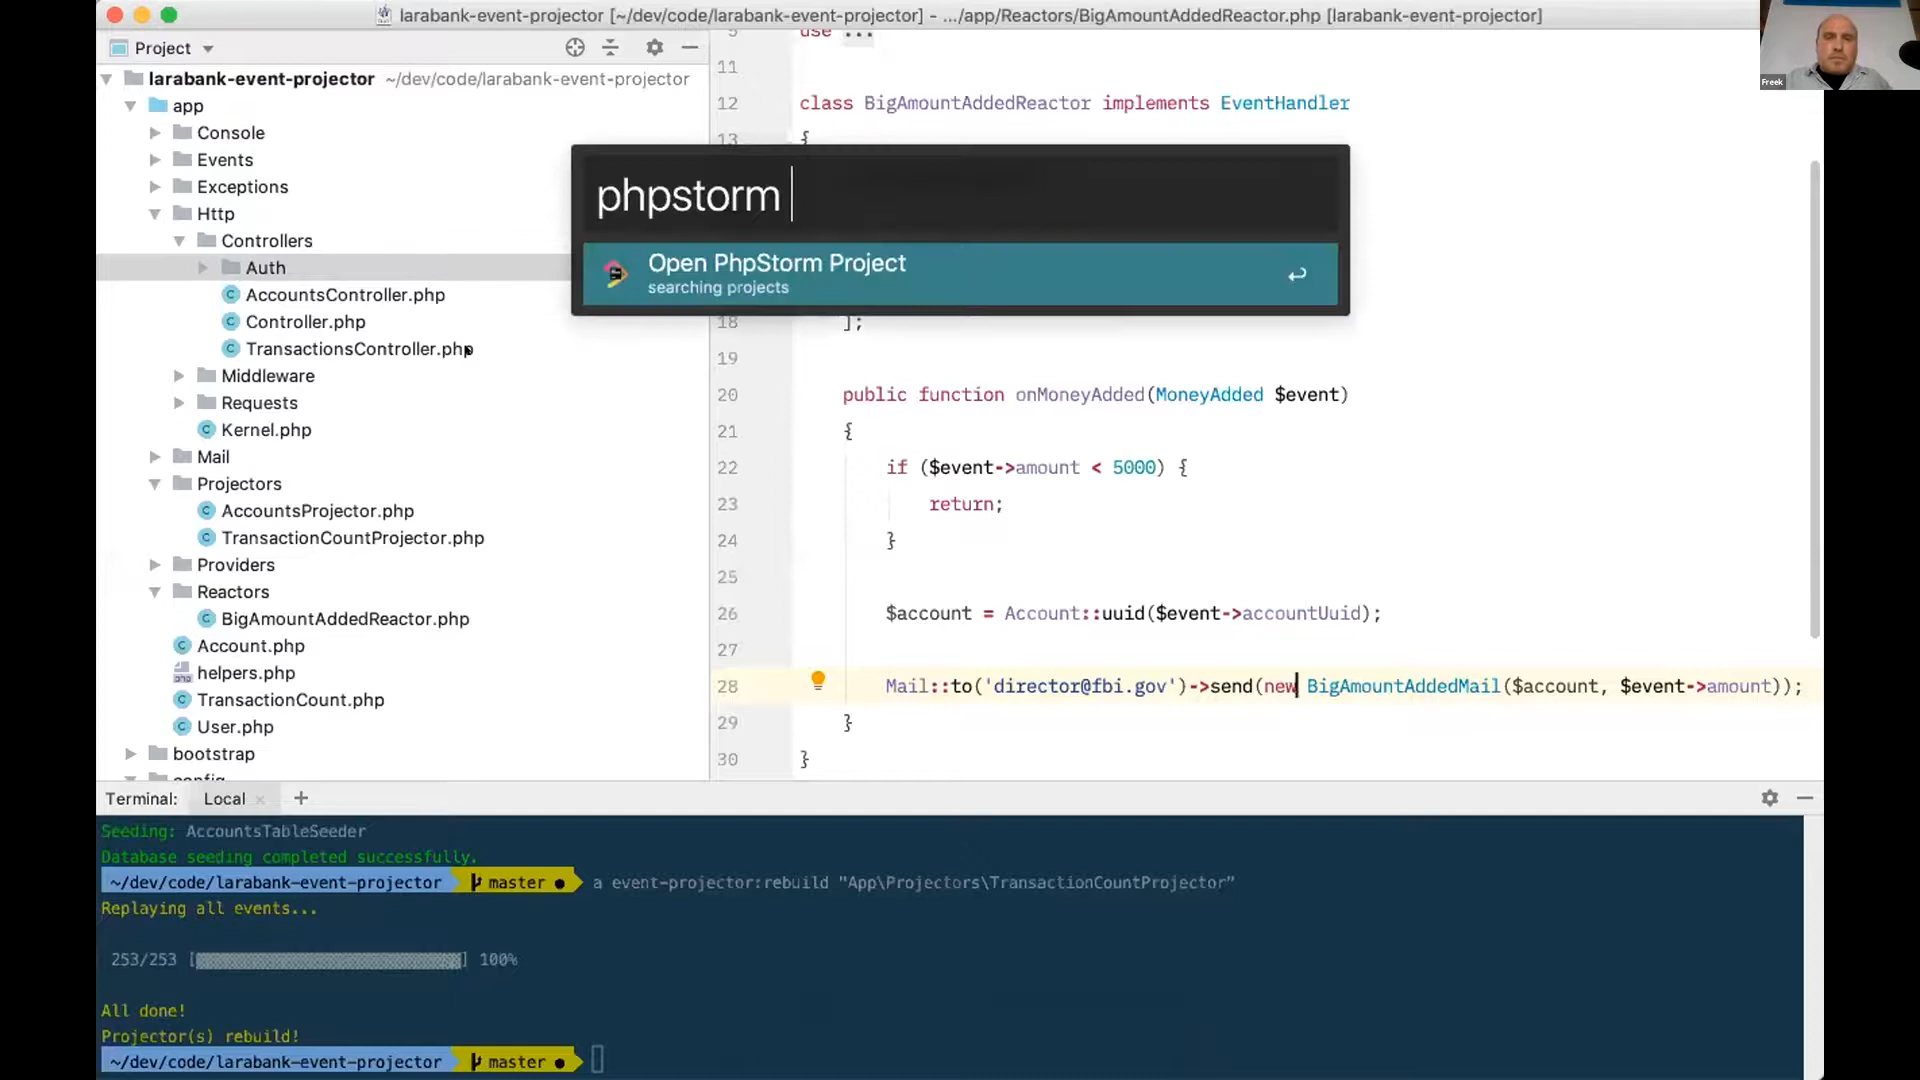 larabank-event-projector [~/dev/code/larabank-event-projector] - .../app/Reactors/BigAmountAddedReactor.php [larabank-event-projector]
Freek
Project
larabank-event-projector ~/dev/code/larabank-event-projector
app
Console
Events
Exceptions
Http
Controllers
Auth
AccountsController.php
Controller.php
TransactionsController.php
Middleware
Requests
Kernel.php
Mail
Projectors
AccountsProjector.php
TransactionCountProjector.php
Providers
Reactors
BigAmountAddedReactor.php
Account.php
helpers.php
TransactionCount.php
User.php
bootstrap
config
5 use ...
11
12 class BigAmountAddedReactor implements EventHandler
13 {
phpstorm
Open PhpStorm Project
searching projects
18 ];
19
20 public function onMoneyAdded(MoneyAdded $event)
21 {
22 if ($event->amount < 5000) {
23 return;
24 }
25
26 $account = Account::uuid($event->accountUuid);
27
28 Mail::to('director@fbi.gov')->send(new BigAmountAddedMail($account, $event->amount));
29 }
30 }
Terminal: Local × +
Seeding: AccountsTableSeeder
Database seeding completed successfully.
~/dev/code/larabank-event-projector master ● a event-projector:rebuild "App\Projectors\TransactionCountProjector"
Replaying all events...
253/253 [▓▓▓▓▓▓▓▓▓▓▓▓▓▓▓▓▓▓▓▓▓▓▓▓▓▓▓▓] 100%
All done!
Projector(s) rebuild!
~/dev/code/larabank-event-projector master ●